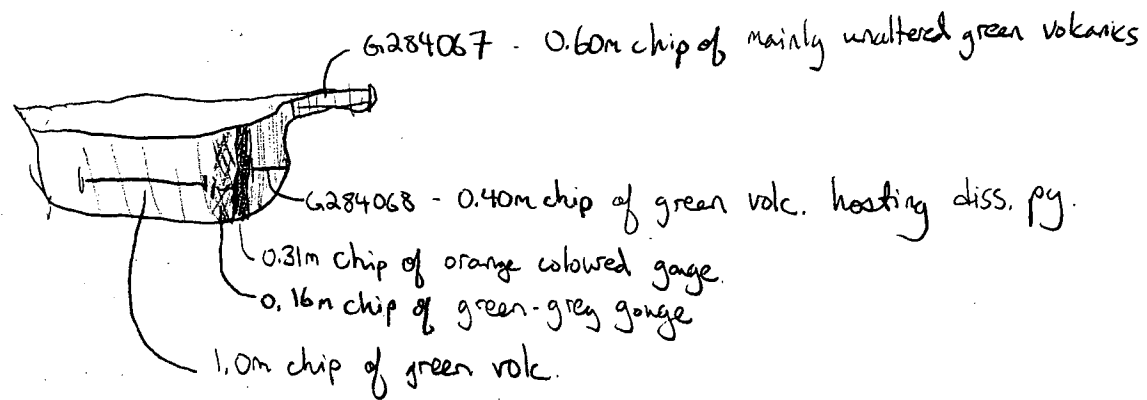 G284067 - 0.60m chip of mainly unaltered green volcanics
G284068 - 0.40m chip of green volc. hosting diss. py.
0.31m chip of orange coloured gouge.
0.16m chip of green-grey gouge
1.0m chip of green volc.